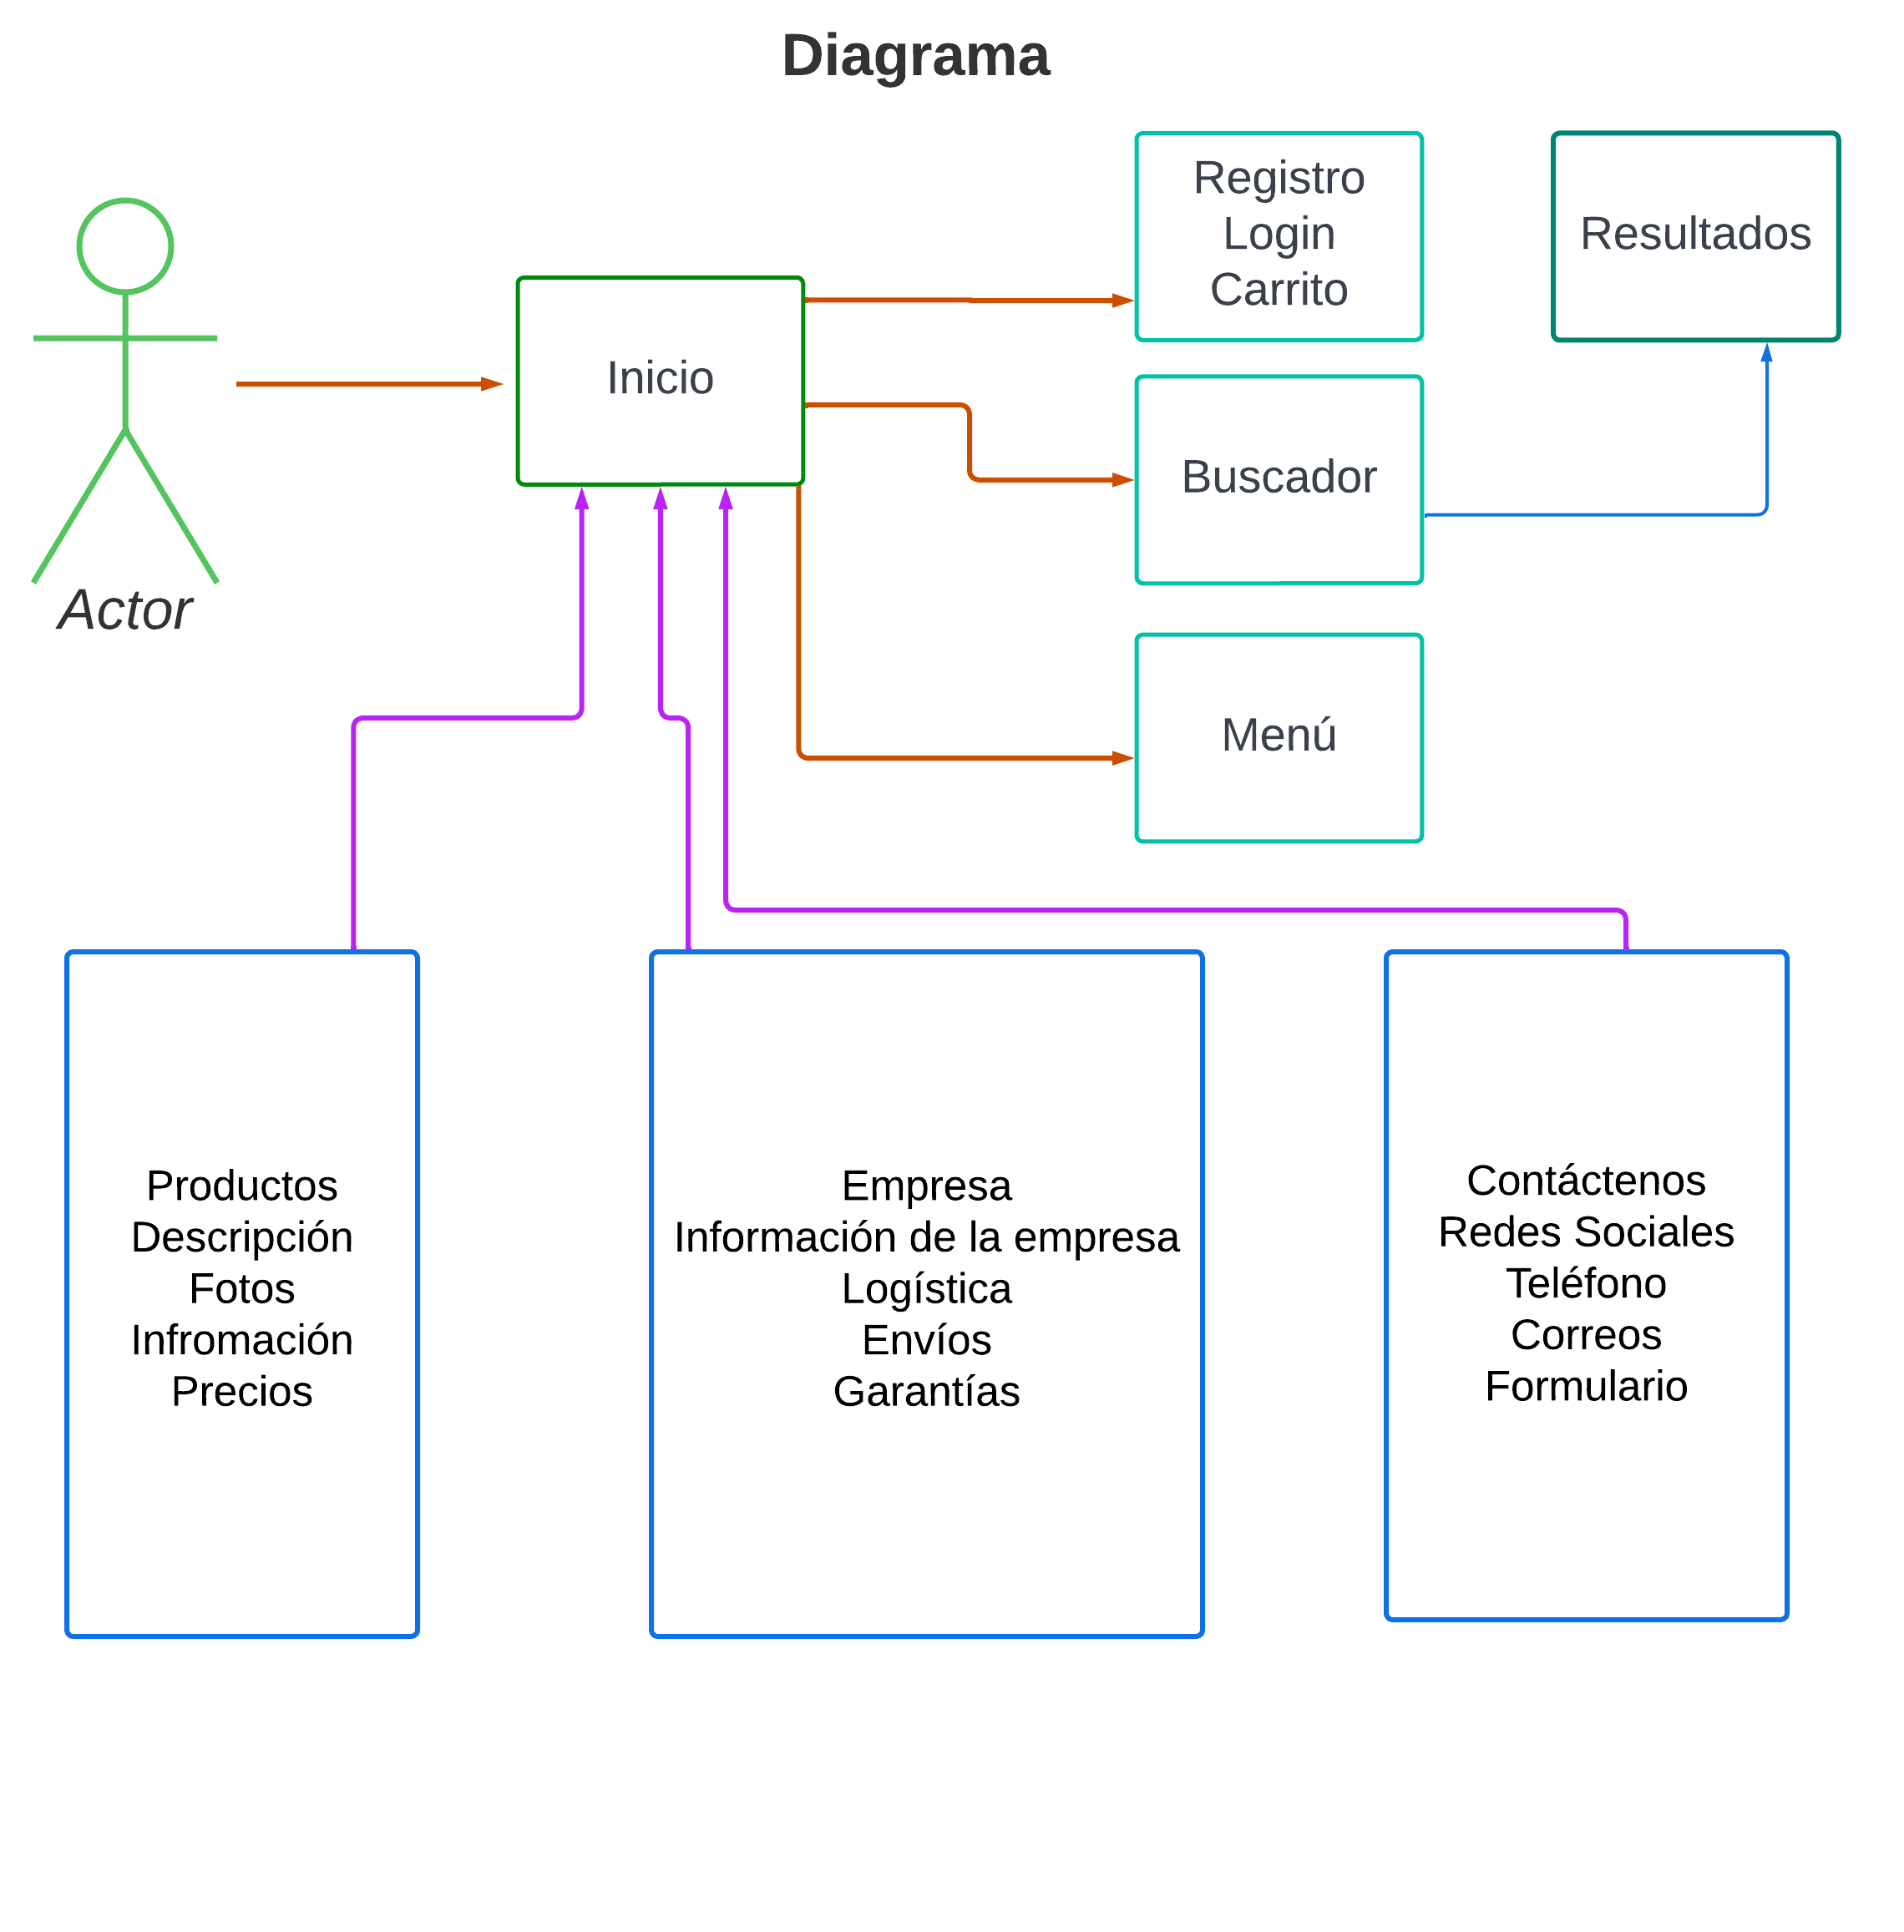 Diagrama
Registro
Login
Carrito
Resultados
Inicio
Buscador
Actor
Menú
Productos
Descripción
Fotos
Infromación
Precios
Empresa
Información de la empresa
Logística
Envíos
Garantías
Contáctenos
Redes Sociales
Teléfono
Correos
Formulario